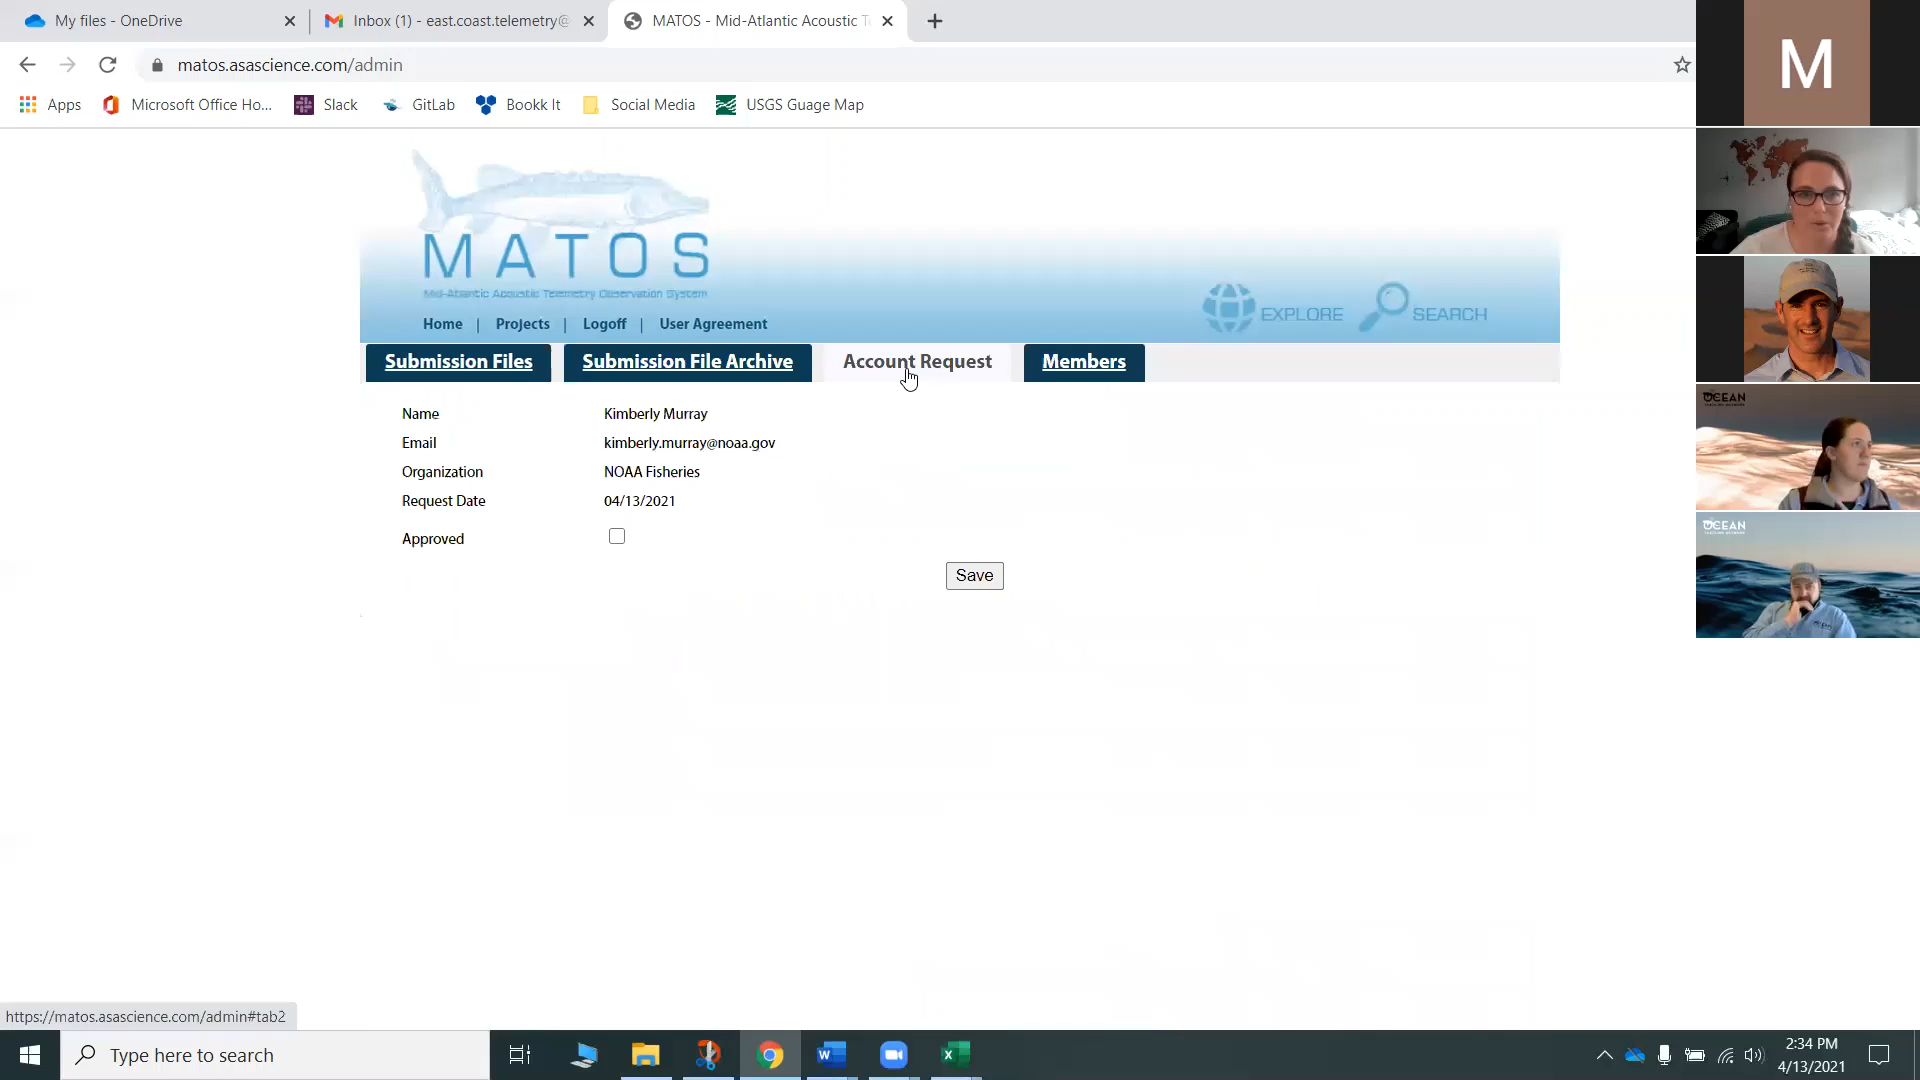 My files - OneDrive
Inbox (1) - east.coast.telemetry@
MATOS - Mid-Atlantic Acoustic T
matos.asascience.com/admin
Apps
Microsoft Office Ho...
Slack
GitLab
Bookk It
Social Media
USGS Guage Map
M
MATOS
Mid-Atlantic Acoustic Telemetry Observation System
EXPLORE
SEARCH
Home | Projects | Logoff | User Agreement
Submission Files
Submission File Archive
Account Request
Members
Name Kimberly Murray
Email kimberly.murray@noaa.gov
Organization NOAA Fisheries
Request Date 04/13/2021
Approved
Save
OCEAN
OCEAN
https://matos.asascience.com/admin#tab2
Type here to search
2:34 PM
4/13/2021